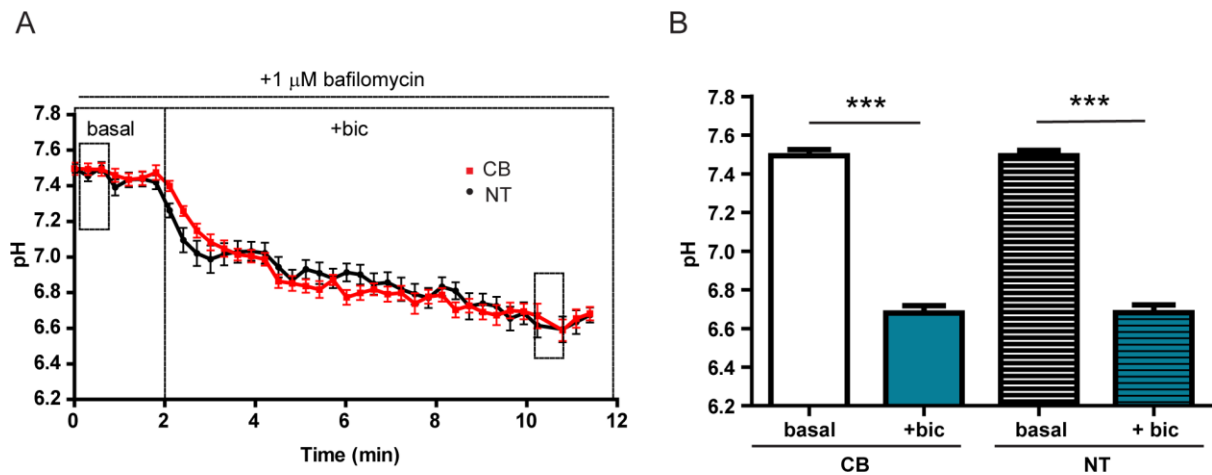 A
+1 μM bafilomycin
basal
+bic
CB
NT
pH
7.8
7.6
7.4
7.2
7.0
6.8
6.6
6.4
6.2
0
2
4
6
8
10
12
Time (min)
B
***
***
pH
7.8
7.6
7.4
7.2
7.0
6.8
6.6
6.4
6.2
basal
+bic
basal
+ bic
CB
NT